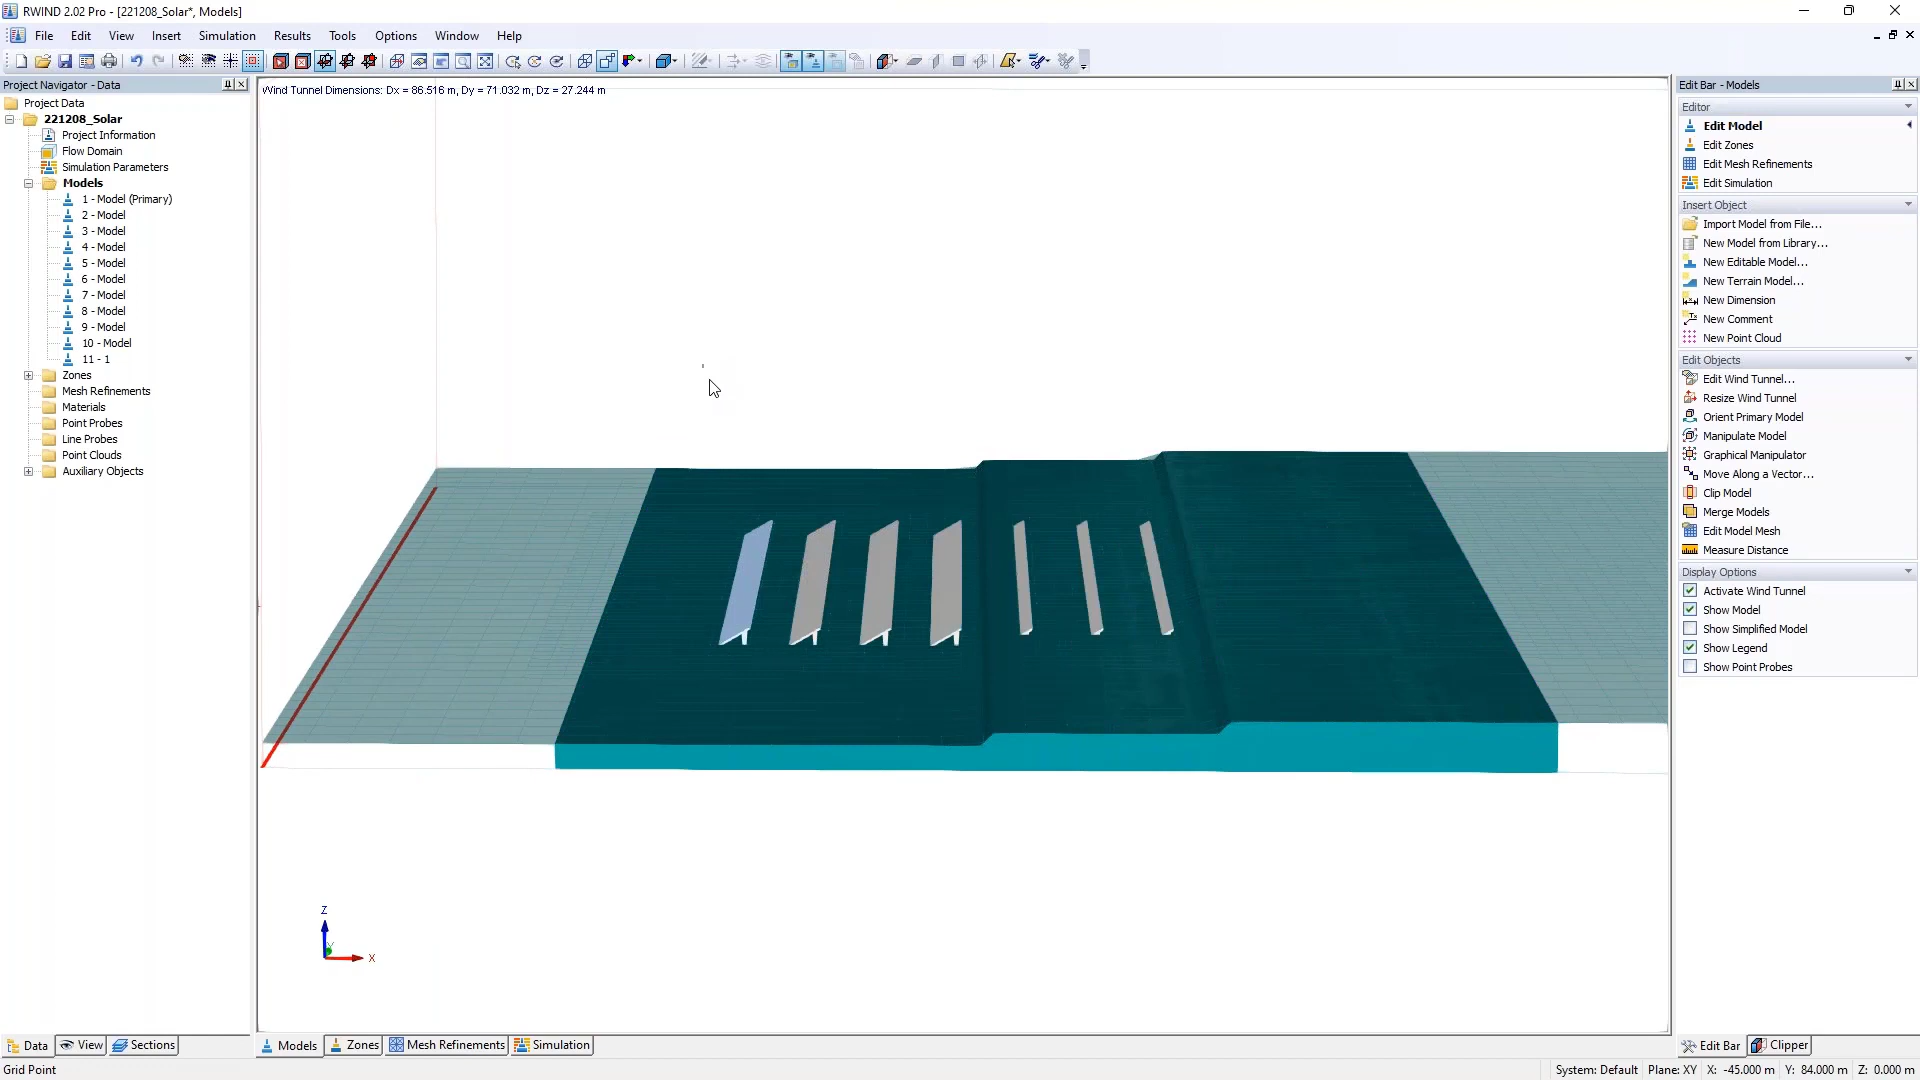 RWIND 2.02 Pro - [221208_Solar*, Models]
File Edit View Insert Simulation Results Tools Options Window Help
Project Navigator - Data
Project Data
221208_Solar
Project Information
Flow Domain
Simulation Parameters
Models
1 - Model (Primary)
2 - Model
3 - Model
4 - Model
5 - Model
6 - Model
7 - Model
8 - Model
9 - Model
10 - Model
11 - 1
Zones
Mesh Refinements
Materials
Point Probes
Line Probes
Point Clouds
Auxiliary Objects
Data View Sections
Wind Tunnel Dimensions: Dx = 86.516 m, Dy = 71.032 m, Dz = 27.244 m
Z
Y
X
Models Zones Mesh Refinements Simulation
Edit Bar - Models
Editor
Edit Model
Edit Zones
Edit Mesh Refinements
Edit Simulation
Insert Object
Import Model from File...
New Model from Library...
New Editable Model...
New Terrain Model...
New Dimension
New Comment
New Point Cloud
Edit Objects
Edit Wind Tunnel...
Resize Wind Tunnel
Orient Primary Model
Manipulate Model
Graphical Manipulator
Move Along a Vector...
Clip Model
Merge Models
Edit Model Mesh
Measure Distance
Display Options
Activate Wind Tunnel
Show Model
Show Simplified Model
Show Legend
Show Point Probes
Edit Bar Clipper
Grid Point
System: Default Plane: XY X: -45.000 m Y: 84.000 m Z: 0.000 m